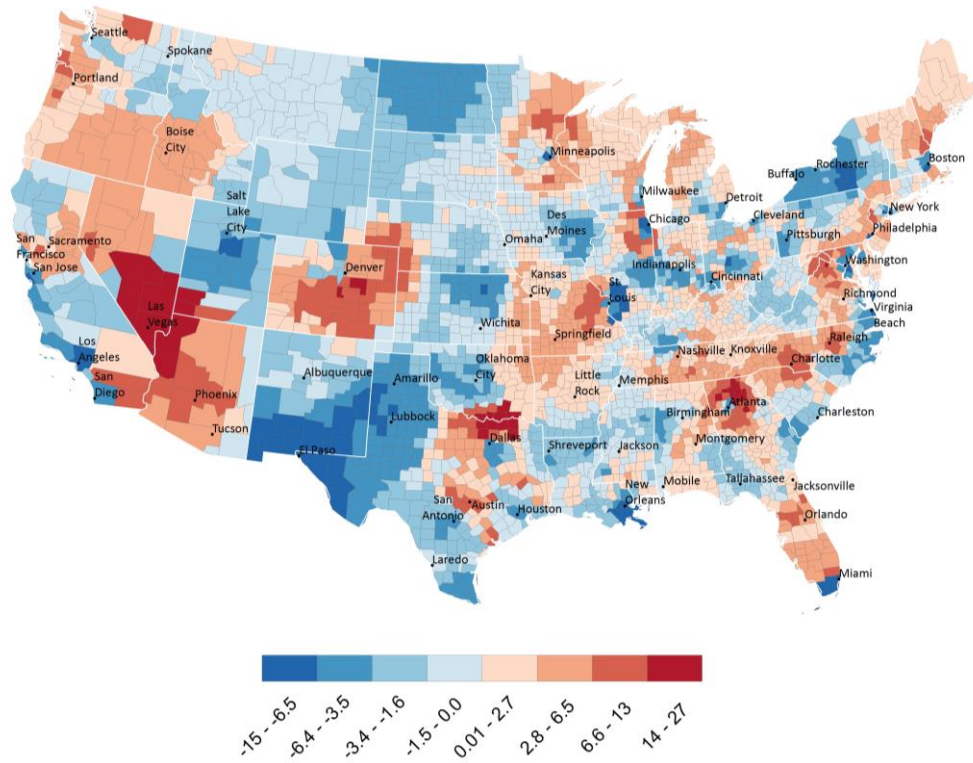 Seattle
Spokane
Portland
Boise
City
Minneapolis
Rochester
Buffalo
Boston
Milwaukee
Detroit
Salt
Lake
City
Des
Moines
Chicago
Cleveland
New York
Omaha
Pittsburgh
Philadelphia
San
Francisco
Sacramento
San Jose
Denver
Indianapolis
Cincinnati
Washington
Kansas
City
St
Louis
Richmond
Virginia
Beach
Las
Vegas
Wichita
Springfield
Nashville
Knoxville
Raleigh
Charlotte
Los
Angeles
San
Diego
Albuquerque
Amarillo
Oklahoma
City
Little
Rock
Memphis
Phoenix
Tucson
Lubbock
Birmingham
Atlanta
Charleston
El Paso
Dallas
Shreveport
Jackson
Montgomery
San
Antonio
Austin
Houston
New
Orleans
Mobile
Tallahassee
Jacksonville
Orlando
Laredo
Miami
-15 - -6.5
-6.4 - -3.5
-3.4 - -1.6
-1.5 - 0.0
0.01 - 2.7
2.8 - 6.5
6.6 - 13
14 - 27